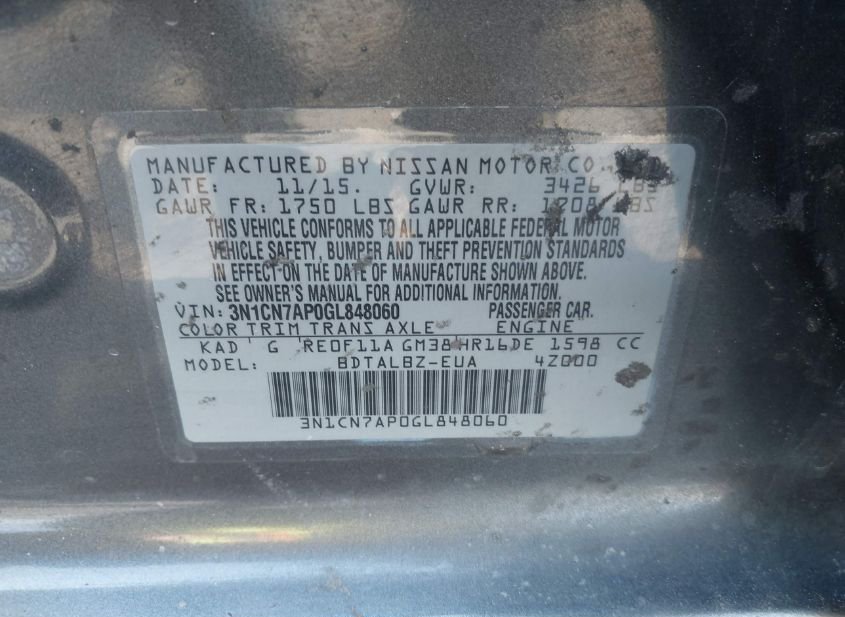 MANUFACTURED BY NISSAN MOTOR CO.,
DATE: 11/15. GVWR: 3426 LBS
GAWR FR: 1750 LBS GAWR RR: LBS
THIS VEHICLE CONFORMS TO ALL APPLICABLE FEDERAL MOTOR
VEHICLE SAFETY, BUMPER AND THEFT PREVENTION STANDARDS
IN EFFECT ON THE DATE OF MANUFACTURE SHOWN ABOVE.
SEE OWNER'S MANUAL FOR ADDITIONAL INFORMATION.
VIN: 3N1CN7AP0GL848060 PASSENGER CAR.
COLOR TRIM TRANS AXLE ENGINE
KAD G RE0F11A GM38 HR16DE 1598 CC
MODEL: BDTALBZ-EUA 4Z000
3N1CN7AP0GL848060